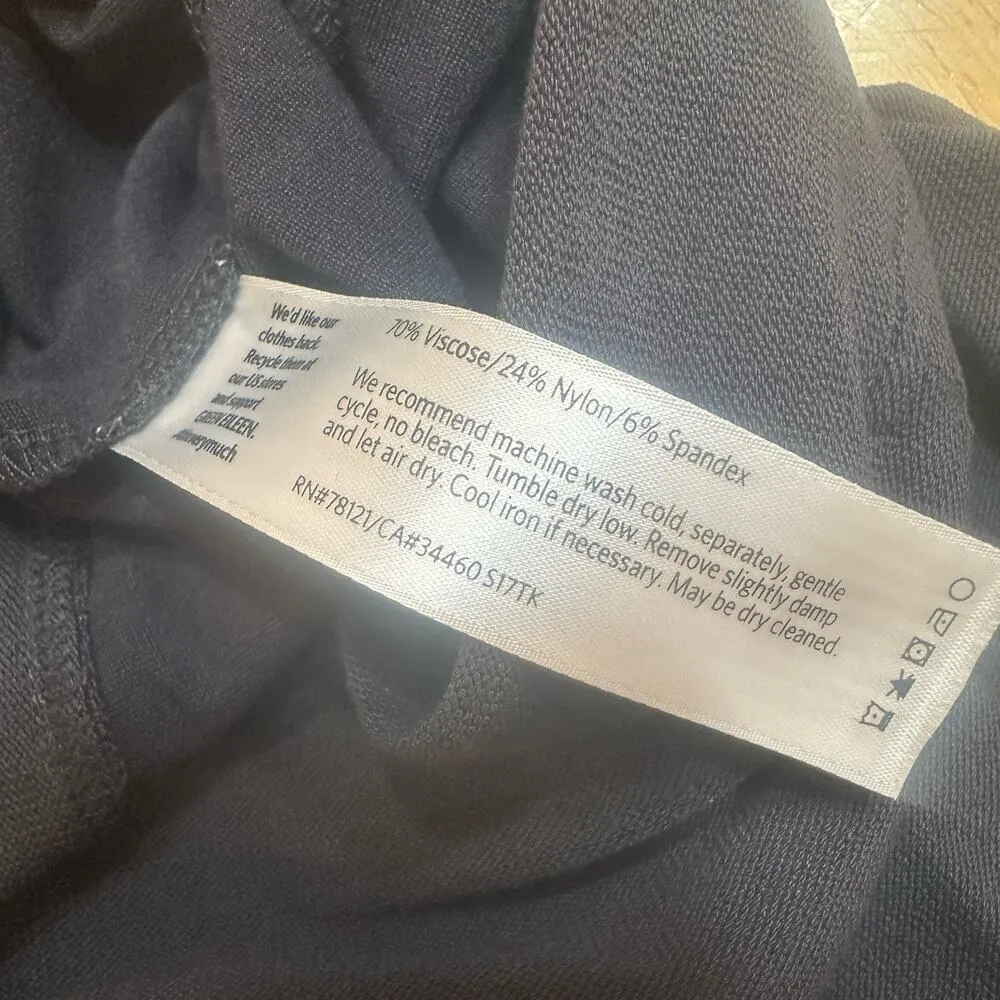 We'd like our
clothes back.
Recycle them at
our US stores
and support
GREEN EILEEN.
70% Viscose/24% Nylon/6% Spandex
We recommend machine wash cold, separately, gentle
cycle, no bleach. Tumble dry low. Remove slightly damp
and let air dry. Cool iron if necessary. May be dry cleaned.
RN#78121/CA#34460 S17TK